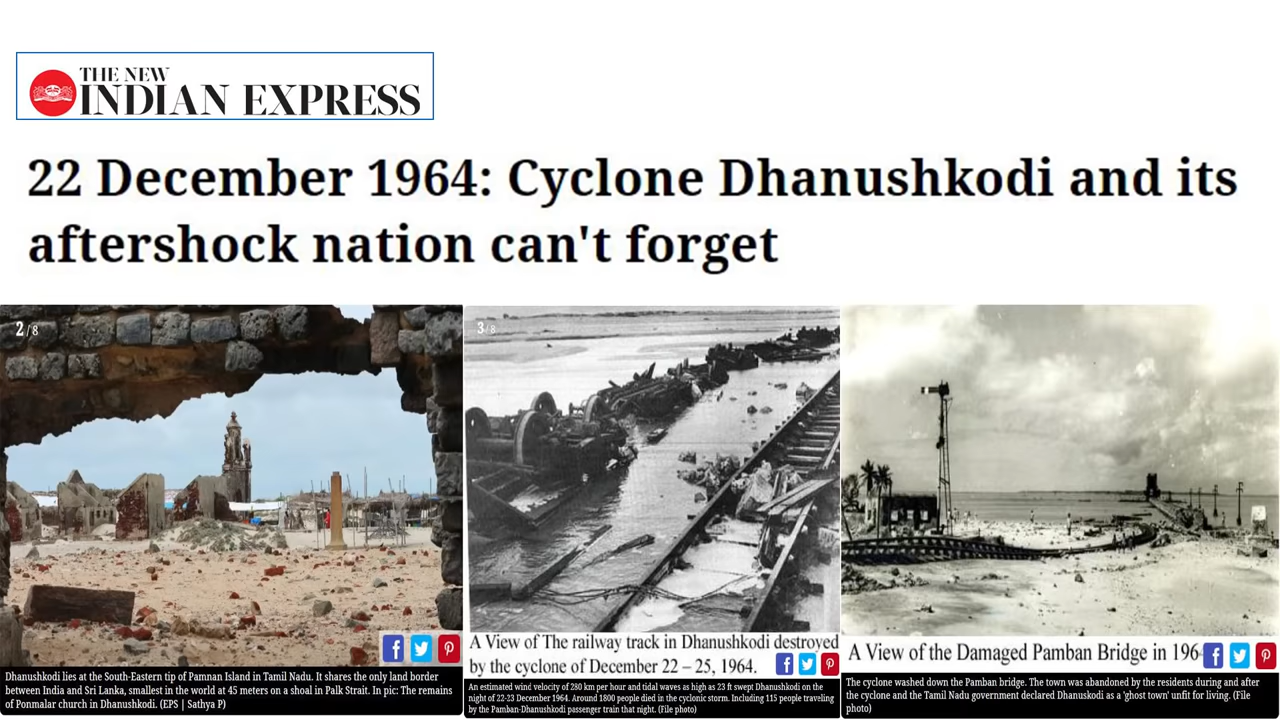 THE NEW
INDIAN EXPRESS
22 December 1964: Cyclone Dhanushkodi and its
aftershock nation can't forget
2/8
Dhanushkodi lies at the South-Eastern tip of Pamnan Island in Tamil Nadu. It shares the only land border
between India and Sri Lanka, smallest in the world at 45 meters on a shoal in Palk Strait. In pic: The remains
of Ponmalar church in Dhanushkodi. (EPS | Sathya P)
3/8
A View of The railway track in Dhanushkodi destroyed
by the cyclone of December 22 – 25, 1964.
An estimated wind velocity of 280 km per hour and tidal waves as high as 23 ft swept Dhanushkodi on the
night of 22-23 December 1964. Around 1800 people died in the cyclonic storm. Including 115 people traveling
by the Pamban-Dhanushkodi passenger train that night. (File photo)
A View of the Damaged Pamban Bridge in 196
The cyclone washed down the Pamban bridge. The town was abandoned by the residents during and after
the cyclone and the Tamil Nadu government declared Dhanuskodi as a 'ghost town' unfit for living. (File
photo)